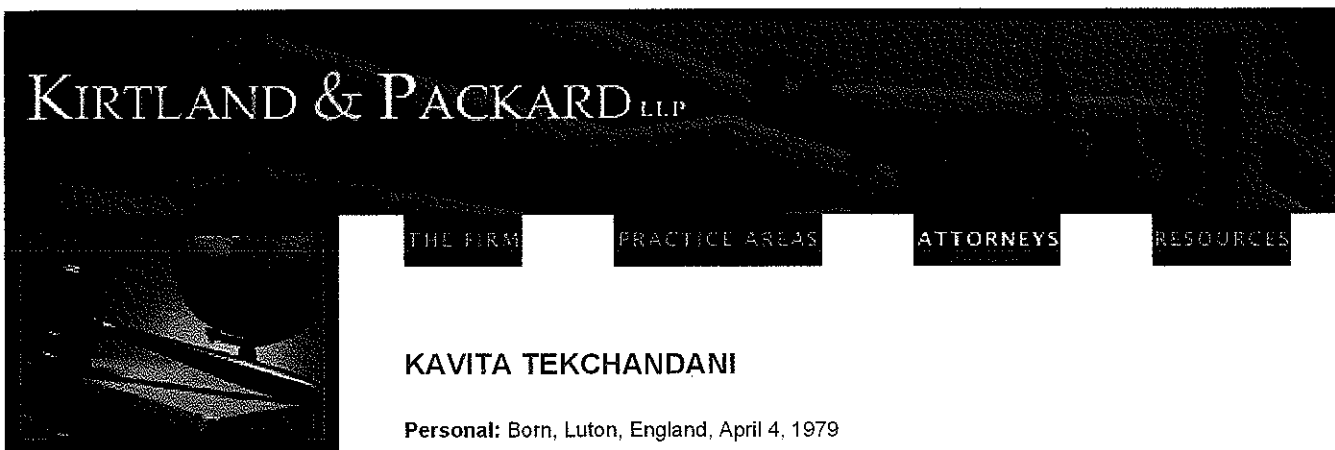 KIRTLAND & PACKARD LLP
THE FIRM PRACTICE AREAS ATTORNEYS RESOURCES
KAVITA TEKCHANDANI
Personal: Born, Luton, England, April 4, 1979